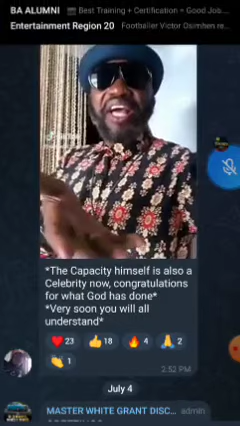 BA ALUMNI
Best Training + Certification = Good Job....
Entertainment Region 20
Footballer Victor Osimhen re...
*The Capacity himself is also a
Celebrity now, congratulations
for what God has done*
*Very soon you will all
understand*
23
18
4
2
1
2:52 PM
July 4
MASTER WHITE GRANT DISC...
admin